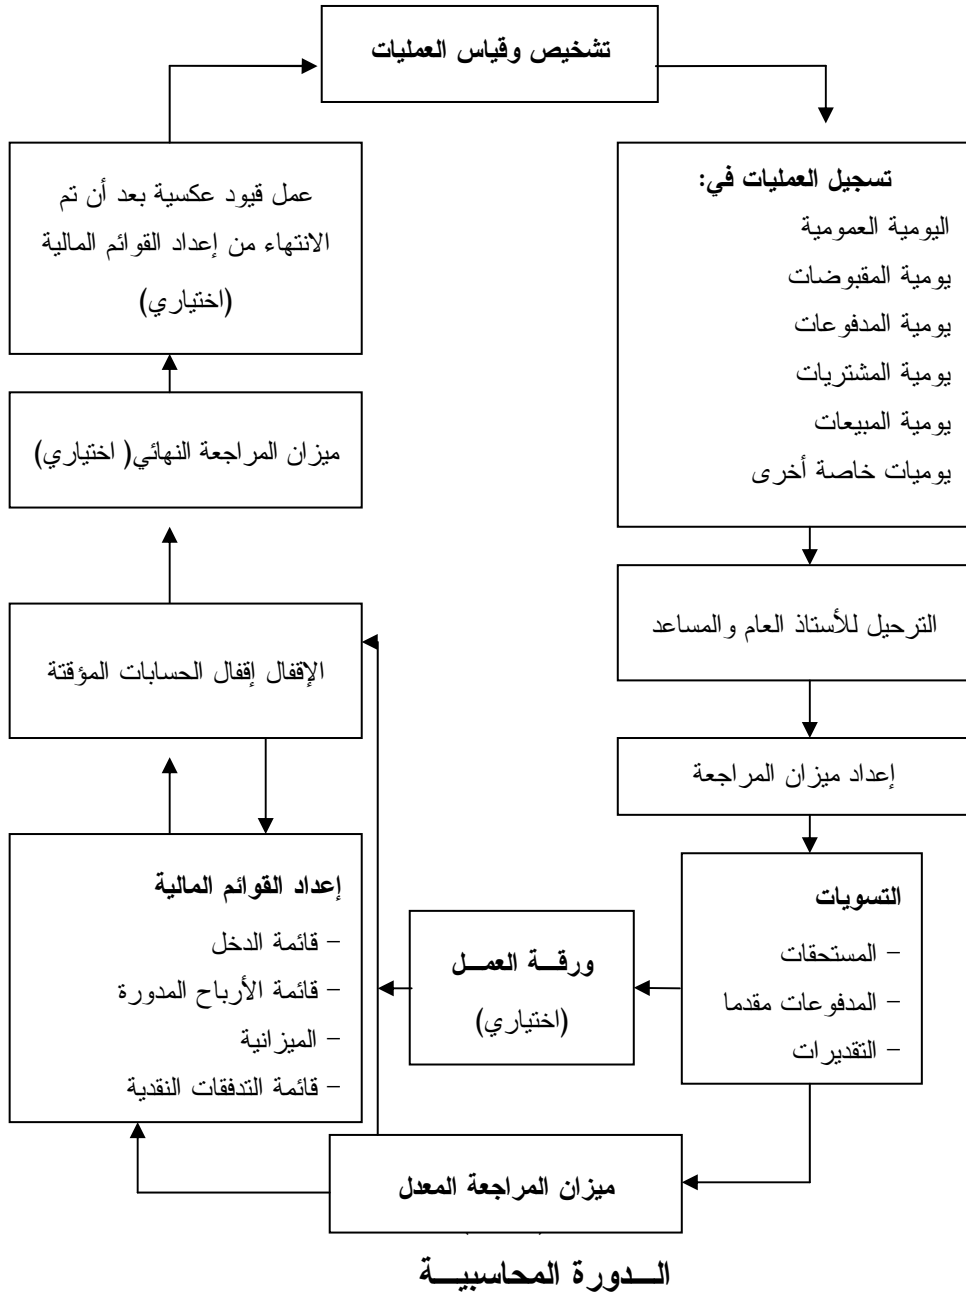 تشخيص وقياس العمليات
تسجيل العمليات في:
اليومية العمومية
يومية المقبوضات
يومية المدفوعات
يومية المشتريات
يومية المبيعات
يوميات خاصة أخرى
الترحيل للأستاذ العام والمساعد
إعداد ميزان المراجعة
التسويات
- المستحقات
- المدفوعات مقدما
- التقديرات
ورقـــة العمـــل
(اختياري)
ميزان المراجعة المعدل
إعداد القوائم المالية
- قائمة الدخل
- قائمة الأرباح المدورة
- الميزانية
- قائمة التدفقات النقدية
الإقفال إقفال الحسابات المؤقتة
ميزان المراجعة النهائي( اختياري)
عمل قيود عكسية بعد أن تم
الانتهاء من إعداد القوائم المالية
(اختياري)
الـــدورة المحاسبيـــة